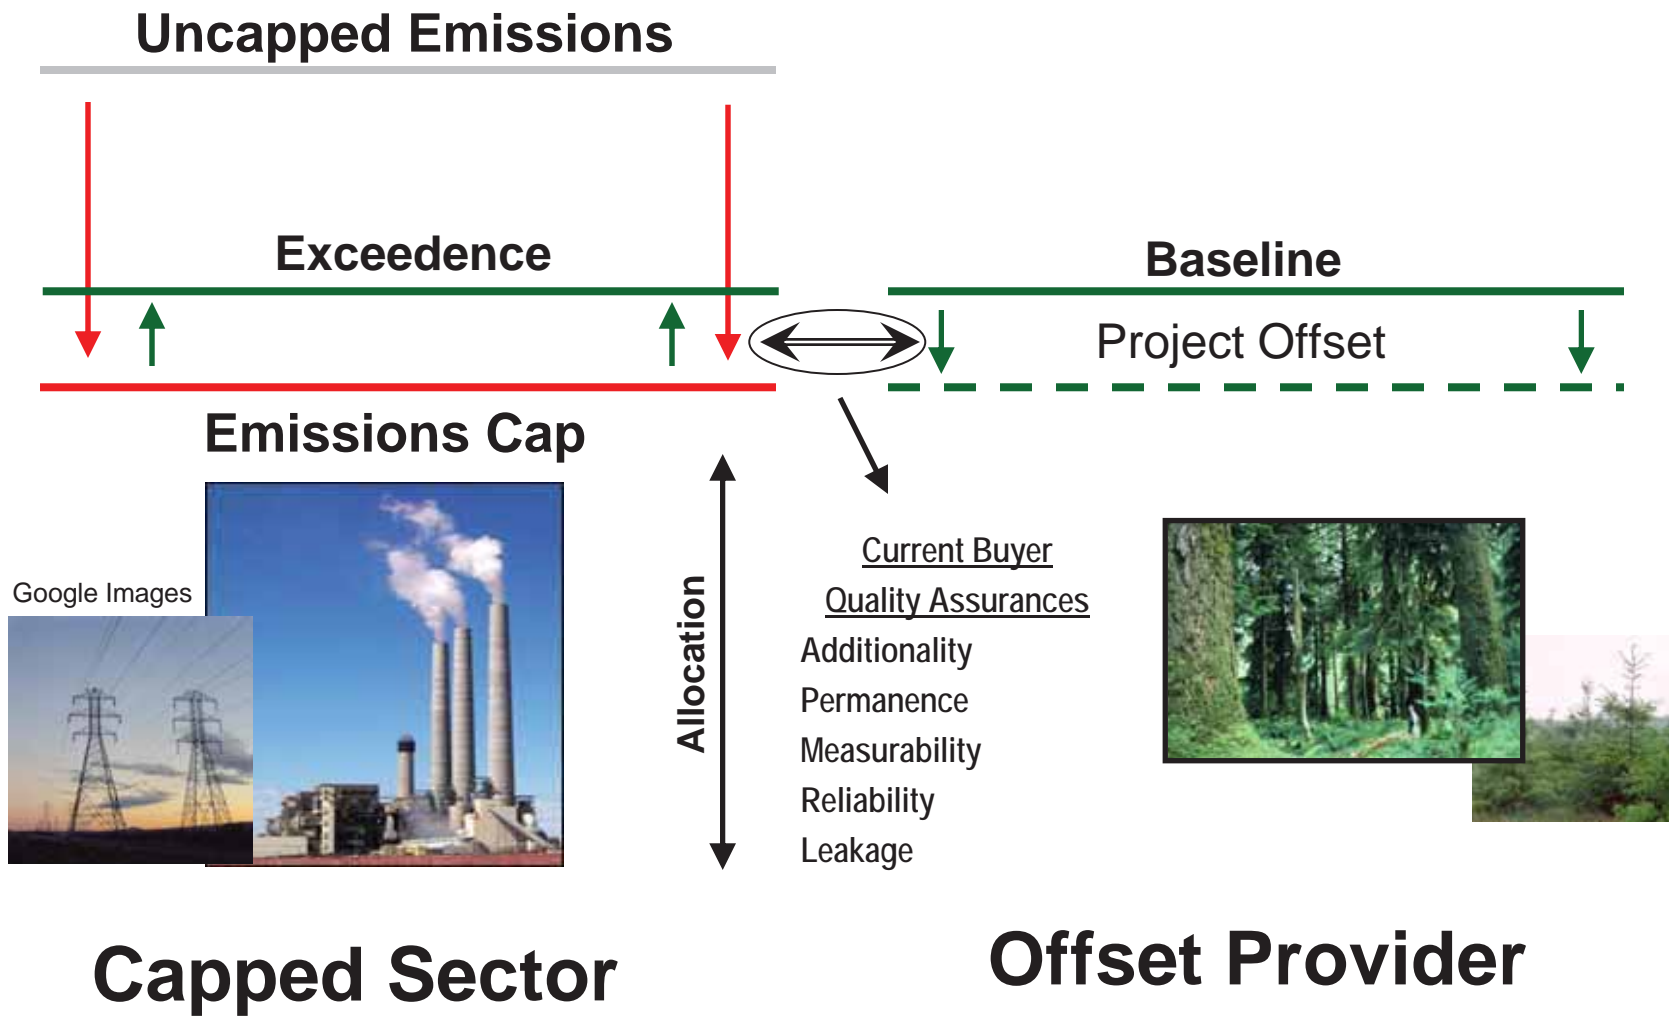 Uncapped Emissions
Exceedence
Baseline
Project Offset
Emissions Cap
Google Images
Allocation
Current Buyer
Quality Assurances
Additionality
Permanence
Measurability
Reliability
Leakage
Capped Sector
Offset Provider